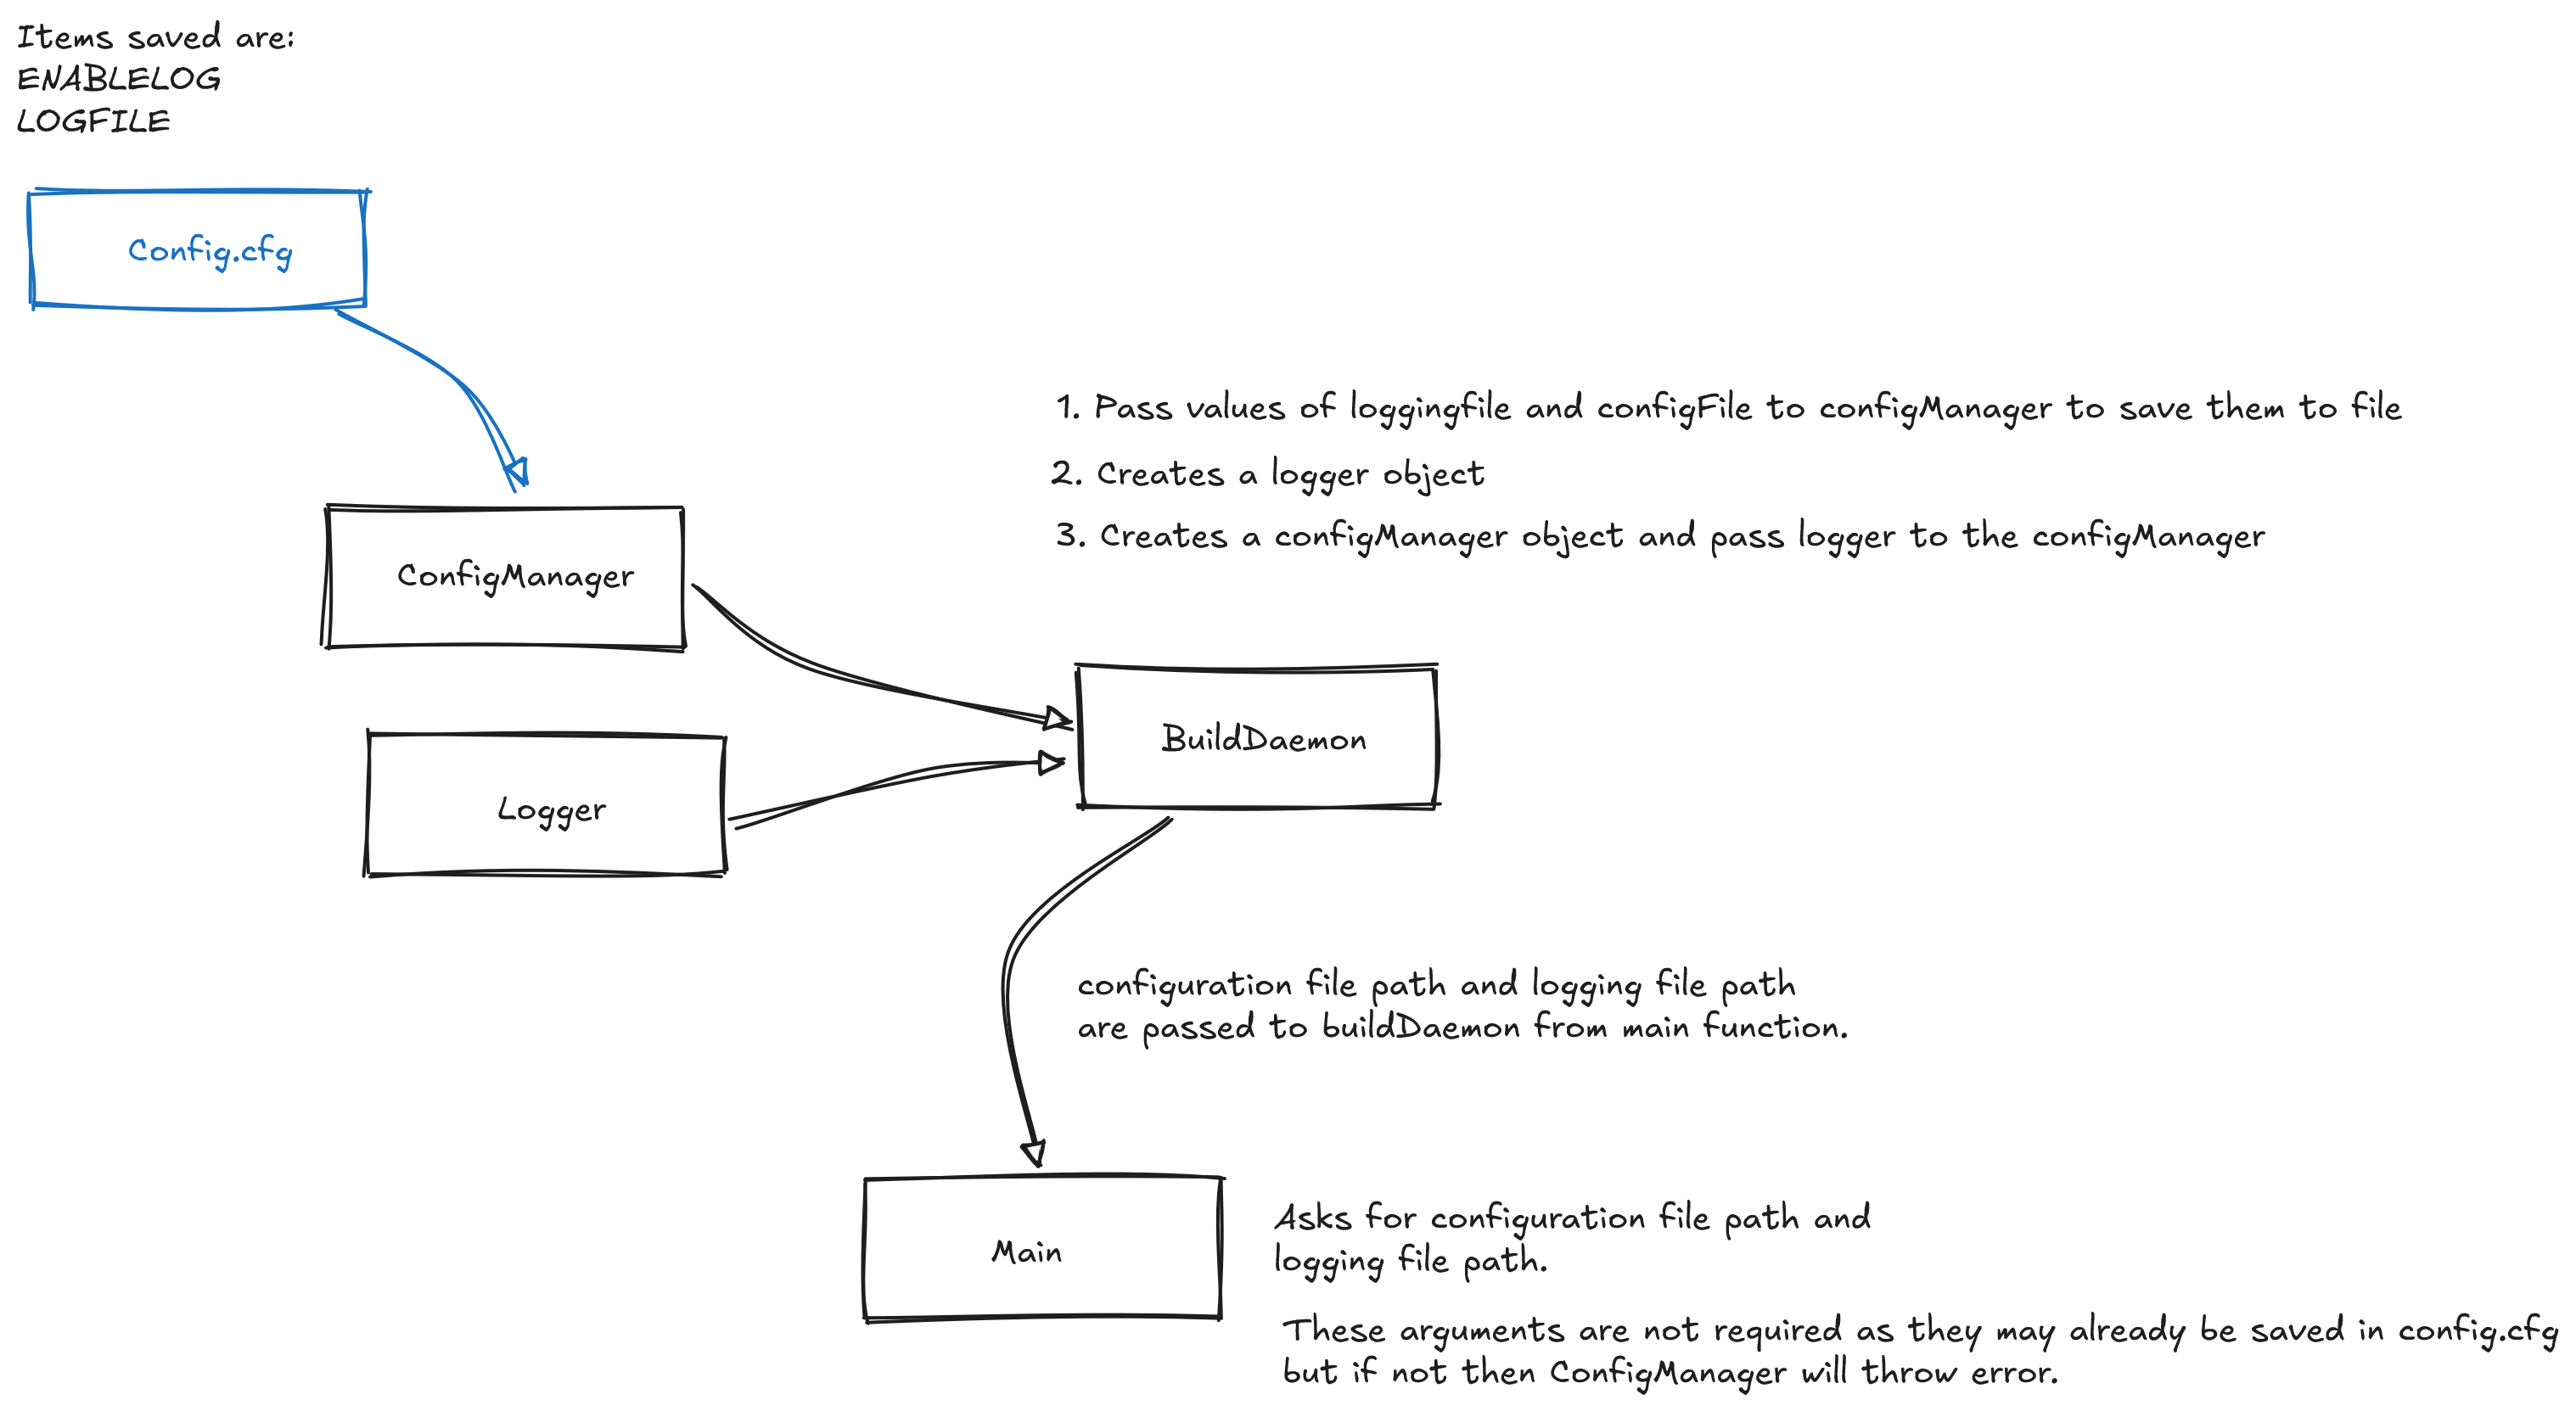 Items saved are:
ENABLELOG
LOGFILE
Config.cfg
1. Pass values of loggingfile and configFile to configManager to save them to file
2. Creates a logger object
3. Creates a configManager object and pass logger to the configManager
ConfigManager
BuildDaemon
Logger
configuration file path and logging file path
are passed to buildDaemon from main function.
Main
Asks for configuration file path and
logging file path.
These arguments are not required as they may already be saved in config.cfg
but if not then ConfigManager will throw error.